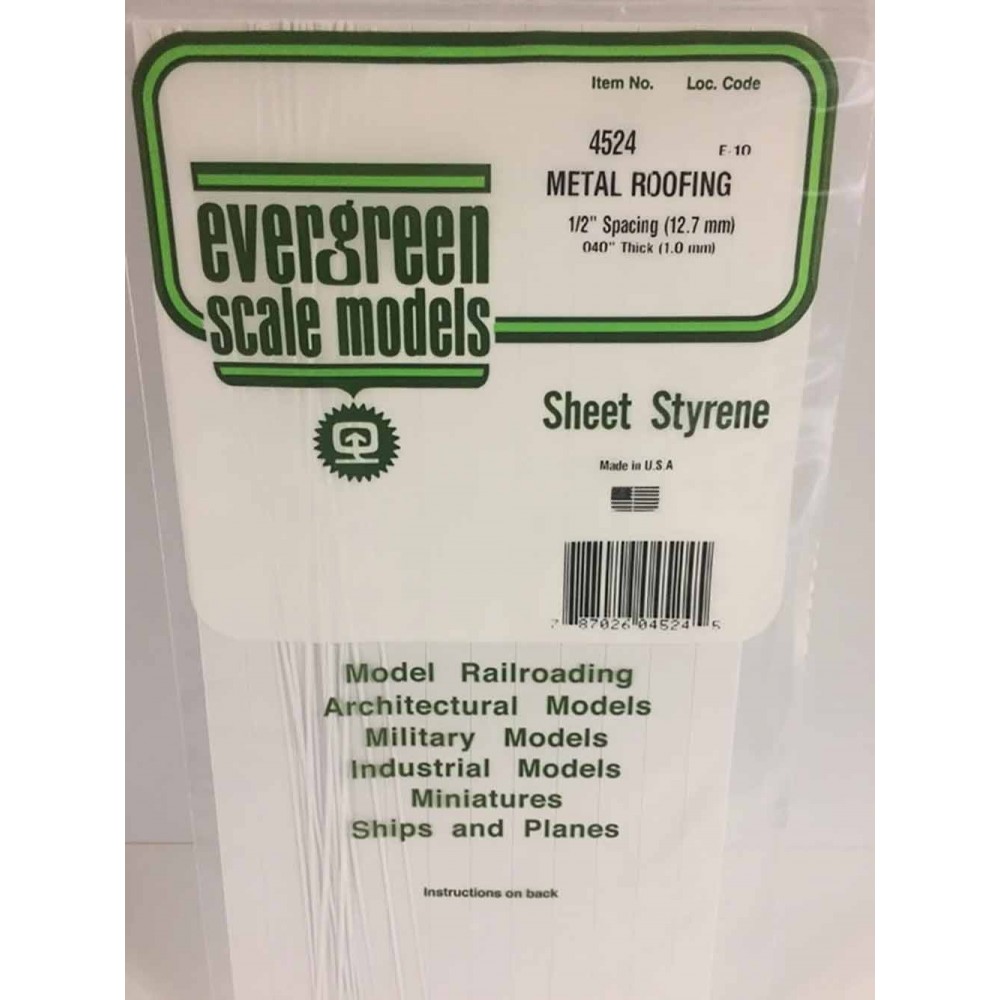 Item No. Loc. Code
4524 E-10
METAL ROOFING
1/2" Spacing (12.7 mm)
.040" Thick (1.0 mm)
evergreen
scale models
Sheet Styrene
Made in U.S.A
7 87026 04524 5
Model Railroading
Architectural Models
Military Models
Industrial Models
Miniatures
Ships and Planes
Instructions on back